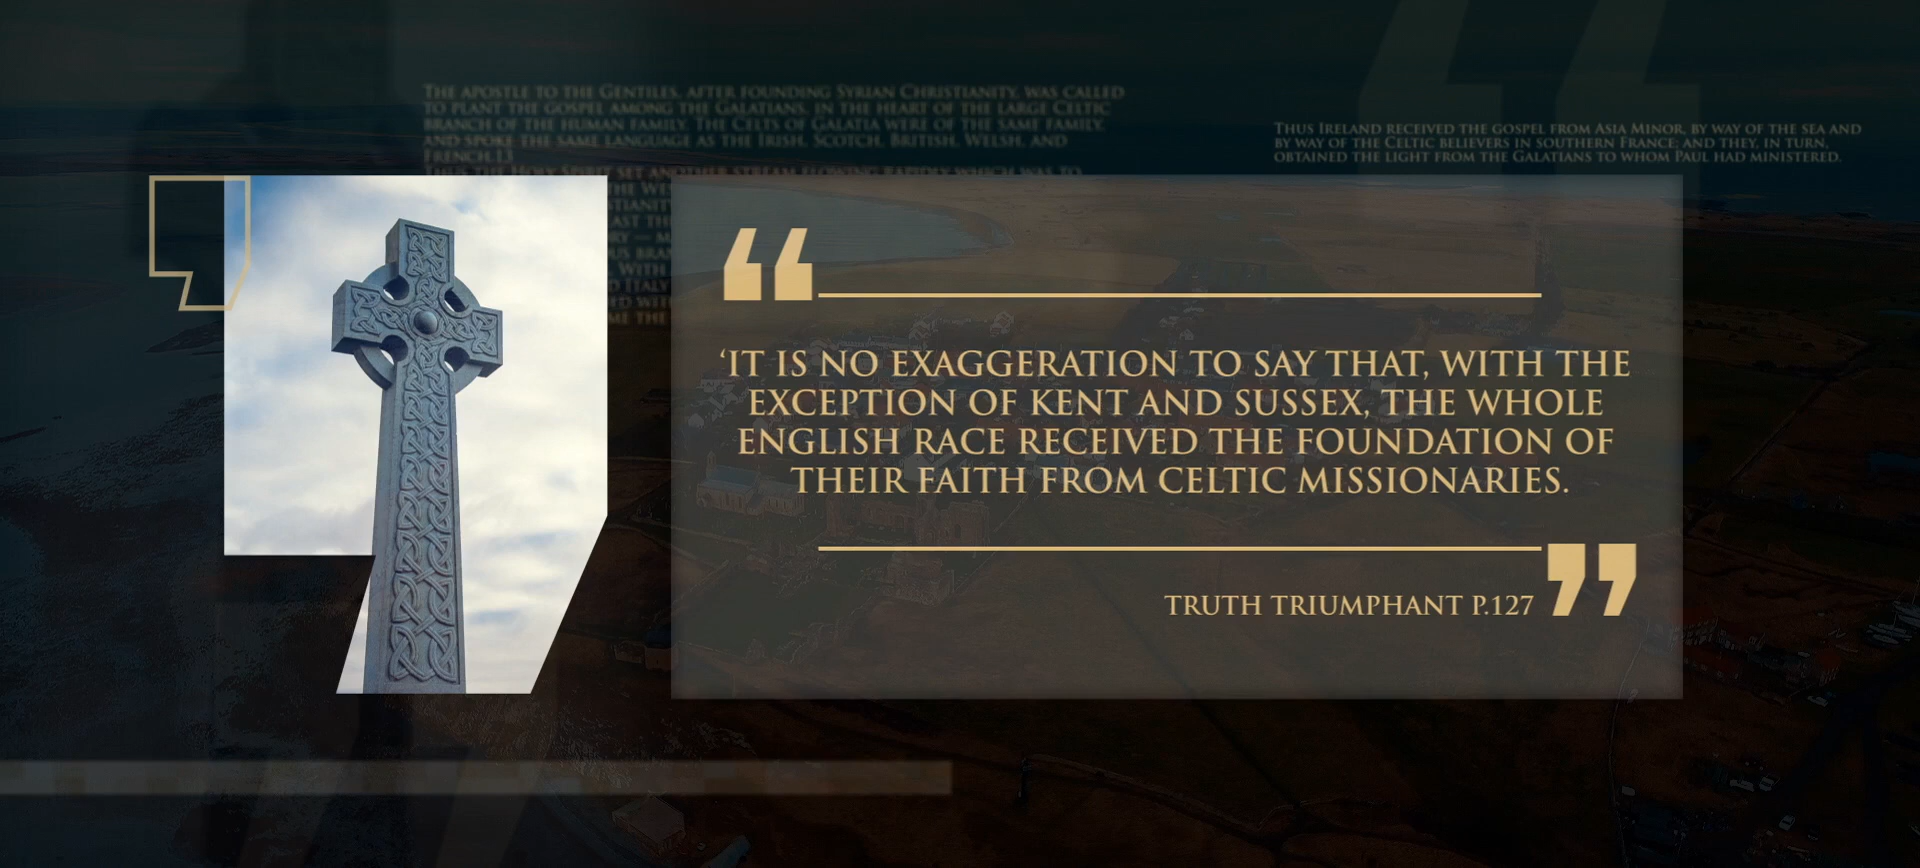 The Apostle to the Gentiles, after founding Syrian Christianity, was called
to plant the gospel among the Galatians, in the heart of the large Celtic
branch of the human family. The Celts of Galatia were of the same family,
and spoke the same language as the Irish, Scotch, British, Welsh, and
French.13
Thus Ireland received the gospel from Asia Minor, by way of the sea and
by way of the Celtic believers in southern France; and they, in turn,
obtained the light from the Galatians to whom Paul had ministered.
“
‘IT IS NO EXAGGERATION TO SAY THAT, WITH THE
EXCEPTION OF KENT AND SUSSEX, THE WHOLE
ENGLISH RACE RECEIVED THE FOUNDATION OF
THEIR FAITH FROM CELTIC MISSIONARIES.
”
TRUTH TRIUMPHANT P.127